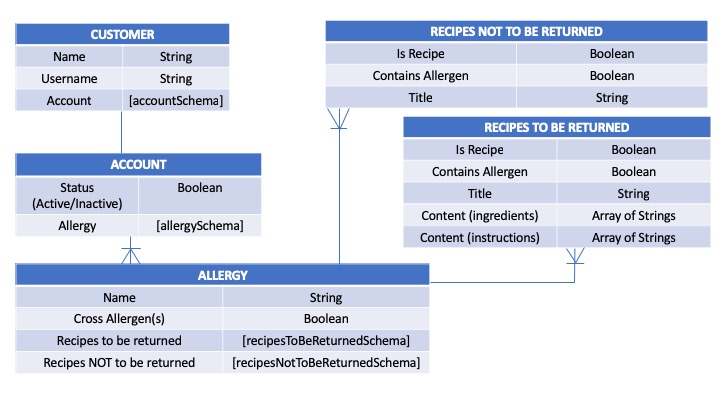 CUSTOMER
Name String
Username String
Account [accountSchema]
RECIPES NOT TO BE RETURNED
Is Recipe Boolean
Contains Allergen Boolean
Title String
RECIPES TO BE RETURNED
Is Recipe Boolean
Contains Allergen Boolean
Title String
Content (ingredients) Array of Strings
Content (instructions) Array of Strings
ACCOUNT
Status Boolean
(Active/Inactive)
Allergy [allergySchema]
ALLERGY
Name String
Cross Allergen(s) Boolean
Recipes to be returned [recipesToBeReturnedSchema]
Recipes NOT to be returned [recipesNotToBeReturnedSchema]